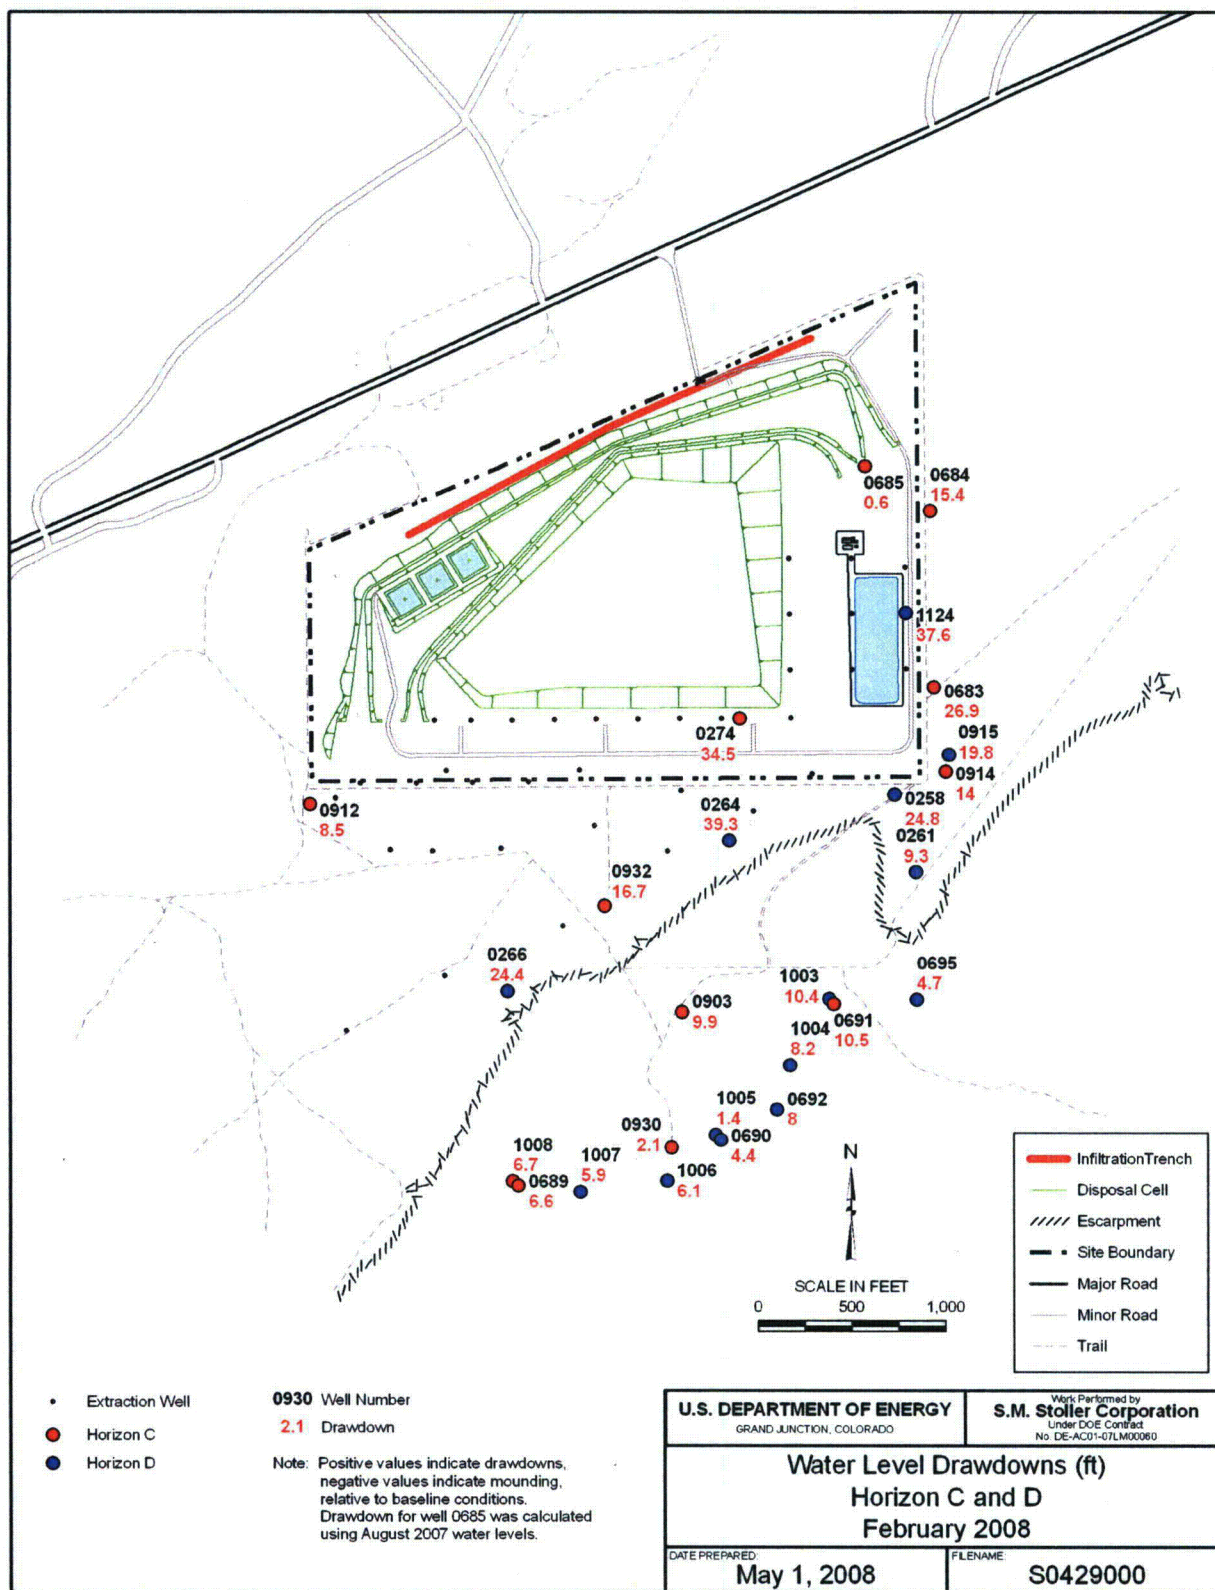 0685
0.6
0684
15.4
1124
37.6
0683
26.9
0274
34.5
0915
19.8
0914
14
0912
8.5
0264
39.3
0258
24.8
0261
9.3
0932
16.7
0266
24.4
0695
4.7
1003
10.4
0903
9.9
0691
10.5
1004
8.2
0692
8
1005
1.4
0690
4.4
0930
2.1
1008
6.7
0689
6.6
1007
5.9
1006
6.1
N
SCALE IN FEET
0 500 1,000
InfiltrationTrench
Disposal Cell
Escarpment
Site Boundary
Major Road
Minor Road
Trail
Extraction Well
Horizon C
Horizon D
0930 Well Number
2.1 Drawdown
Note: Positive values indicate drawdowns,
negative values indicate mounding,
relative to baseline conditions.
Drawdown for well 0685 was calculated
using August 2007 water levels.
U.S. DEPARTMENT OF ENERGY
GRAND JUNCTION, COLORADO
Work Performed by
S.M. Stoller Corporation
Under DOE Contract
No. DE-AC01-07LM00060
Water Level Drawdowns (ft)
Horizon C and D
February 2008
DATE PREPARED:
May 1, 2008
FILENAME:
S0429000